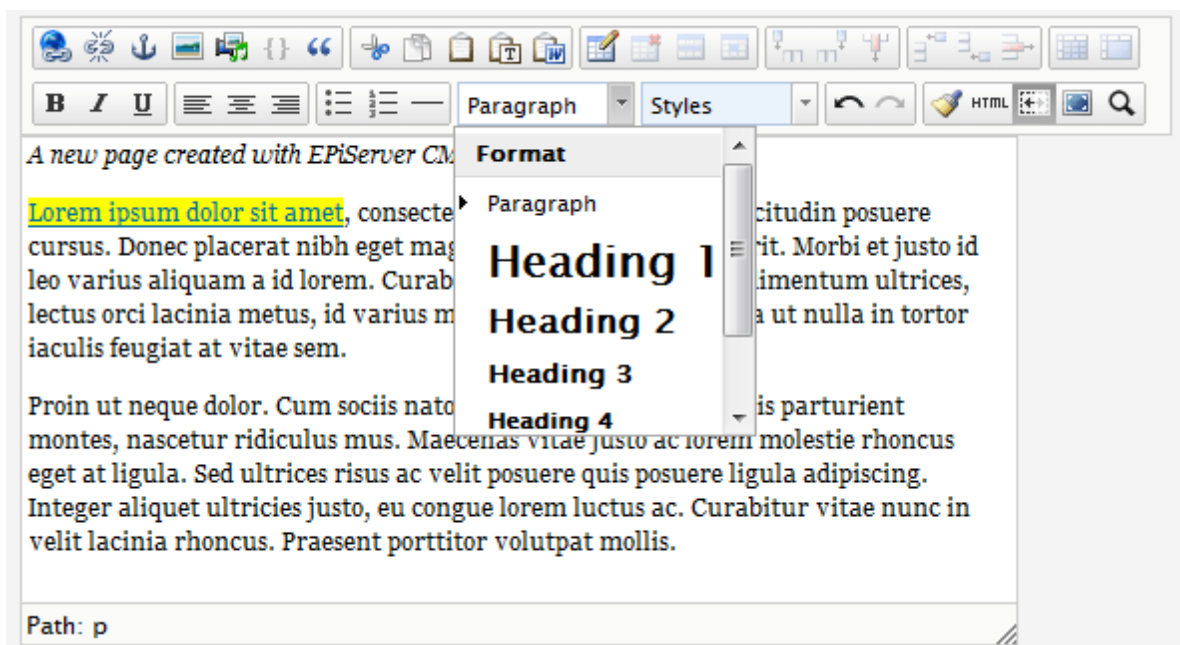 B I U Paragraph Styles HTML
Format
Paragraph
Heading 1
Heading 2
Heading 3
Heading 4
A new page created with EPiServer
Lorem ipsum dolor sit amet, citudin posuere
cursus. Donec placerat nibh eget rit. Morbi et justo id
leo varius aliquam a id lorem. imentum ultrices,
lectus orci lacinia metus, id varius a ut nulla in tortor
iaculis feugiat at vitae sem.
Proin ut neque dolor. Cum sociis is parturient
montes, nascetur ridiculus mus. Maecenas vitae justo ac lorem molestie rhoncus
eget at ligula. Sed ultrices risus ac velit posuere quis posuere ligula adipiscing.
Integer aliquet ultricies justo, eu congue lorem luctus ac. Curabitur vitae nunc in
velit lacinia rhoncus. Praesent porttitor volutpat mollis.
Path: p